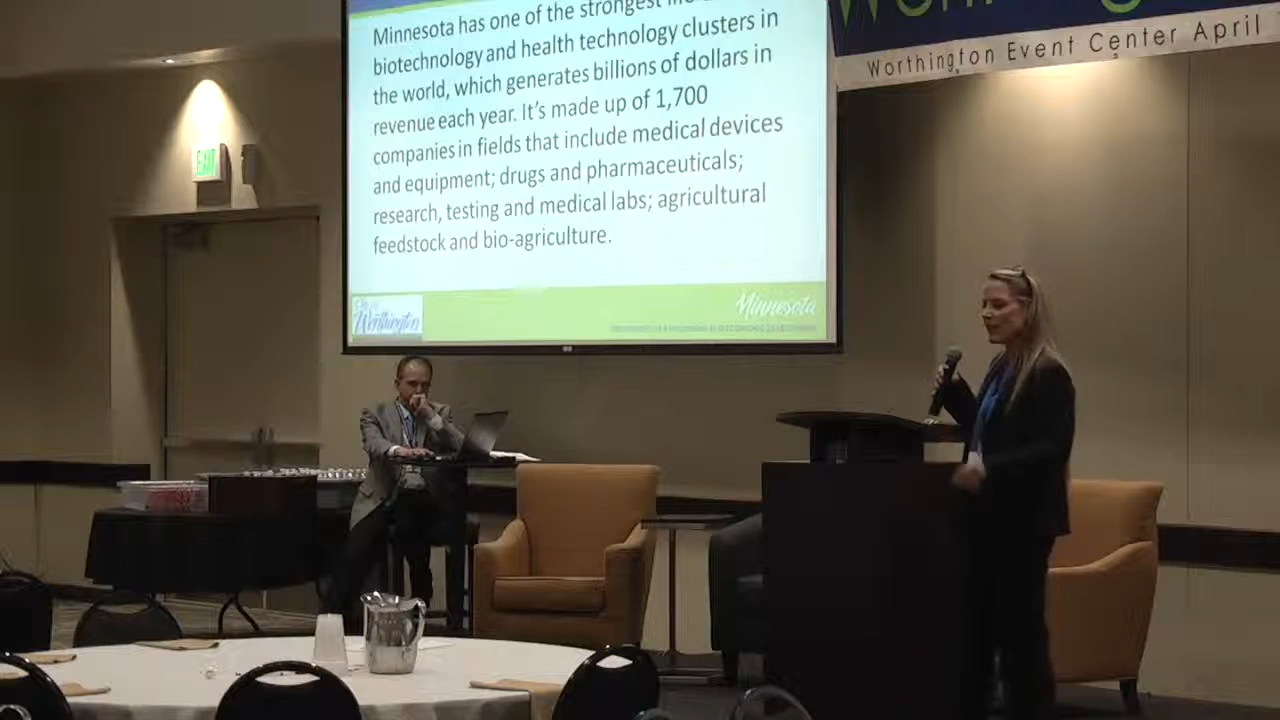 Minnesota has one of the strongest
biotechnology and health technology clusters in
the world, which generates billions of dollars in
revenue each year. It's made up of 1,700
companies in fields that include medical devices
and equipment; drugs and pharmaceuticals;
research, testing and medical labs; agricultural
feedstock and bio-agriculture.
City of
Worthington
Minnesota
Worthington Event Center April
EXIT